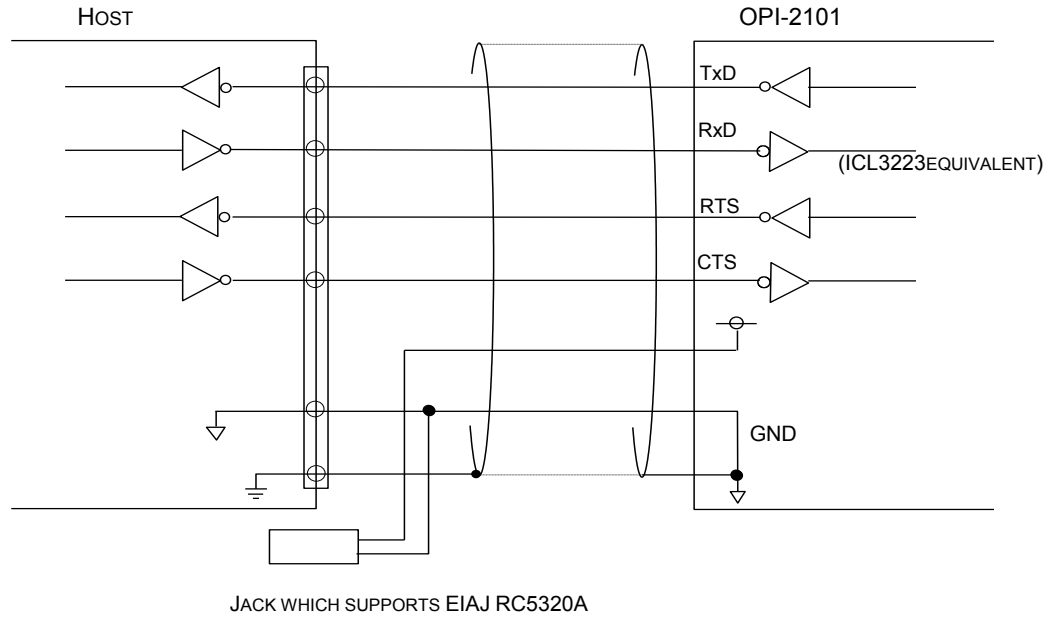 HOST
OPI-2101
TxD
RxD
(ICL3223EQUIVALENT)
RTS
CTS
GND
JACK WHICH SUPPORTS EIAJ RC5320A